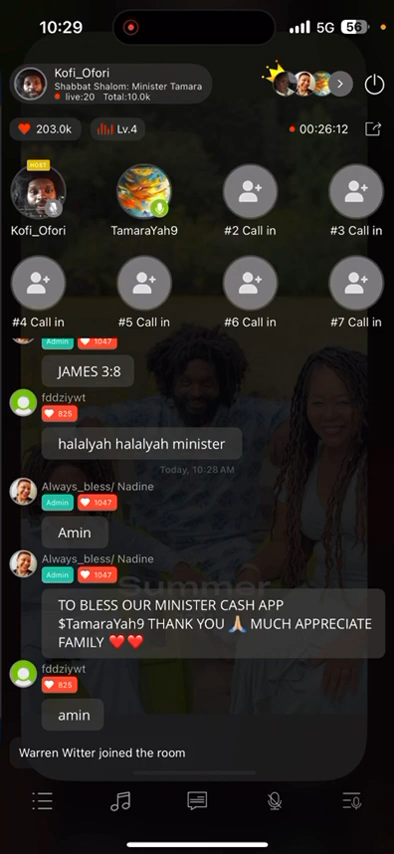 10:29
5G 56
Kofi_Ofori
Shabbat Shalom: Minister Tamara
live:20 Total:10.0k
203.0k
Lv.4
00:26:12
HOST
Kofi_Ofori
TamaraYah9
#2 Call in
#3 Call in
#4 Call in
#5 Call in
#6 Call in
#7 Call in
Admin 1047
JAMES 3:8
fddziywt
825
halalyah halalyah minister
Today, 10:28 AM
Always_bless/ Nadine
Admin 1047
Amin
Always_bless/ Nadine
Admin 1047
Summer
TO BLESS OUR MINISTER CASH APP
$TamaraYah9 THANK YOU 🙏🏼 MUCH APPRECIATE
FAMILY ❤️❤️
fddziywt
825
amin
Warren Witter joined the room